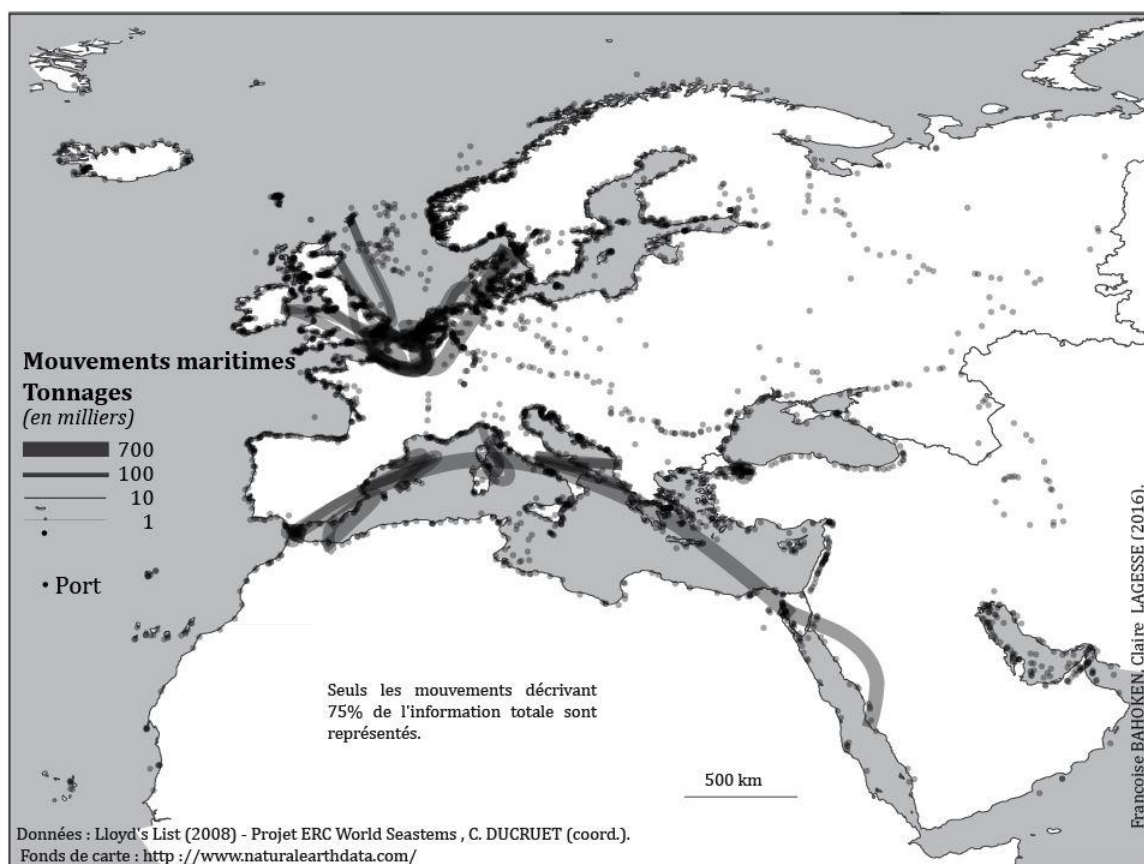 Mouvements maritimes
Tonnages
(en milliers)
700
100
10
1
• Port
Seuls les mouvements décrivant
75% de l'information totale sont
représentés.
500 km
Données : Lloyd's List (2008) - Projet ERC World Seastems , C. DUCRUET (coord.).
Fonds de carte : http ://www.naturalearthdata.com/
Francoise BAHOKEN, Claire LAGESSE (2016).